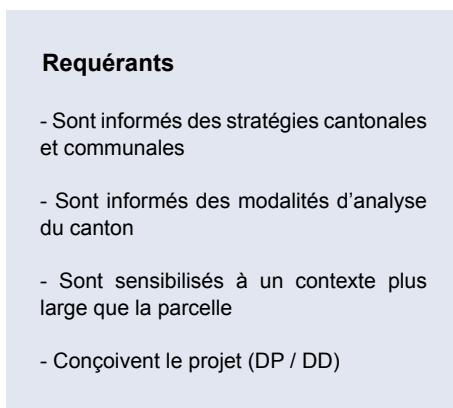 Requérants
- Sont informés des stratégies cantonales
et communales
- Sont informés des modalités d'analyse
du canton
- Sont sensibilisés à un contexte plus
large que la parcelle
- Conçoivent le projet (DP / DD)